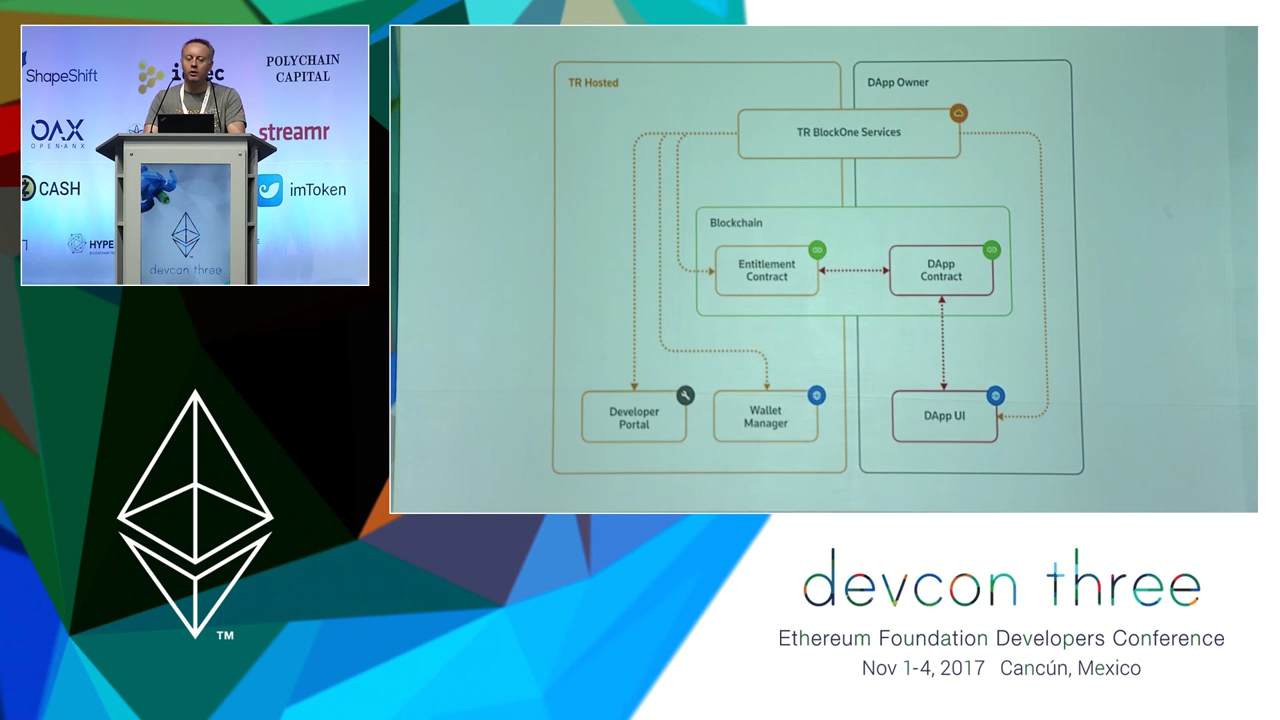 ShapeShift
POLYCHAIN
CAPITAL
OAX
OPEN·ANX
streamr
CASH
imToken
HYPE
devcon three
TR Hosted
DApp Owner
TR BlockOne Services
Blockchain
Entitlement
Contract
DApp
Contract
Developer
Portal
Wallet
Manager
DApp UI
TM
devcon three
Ethereum Foundation Developers Conference
Nov 1-4, 2017 Cancún, Mexico